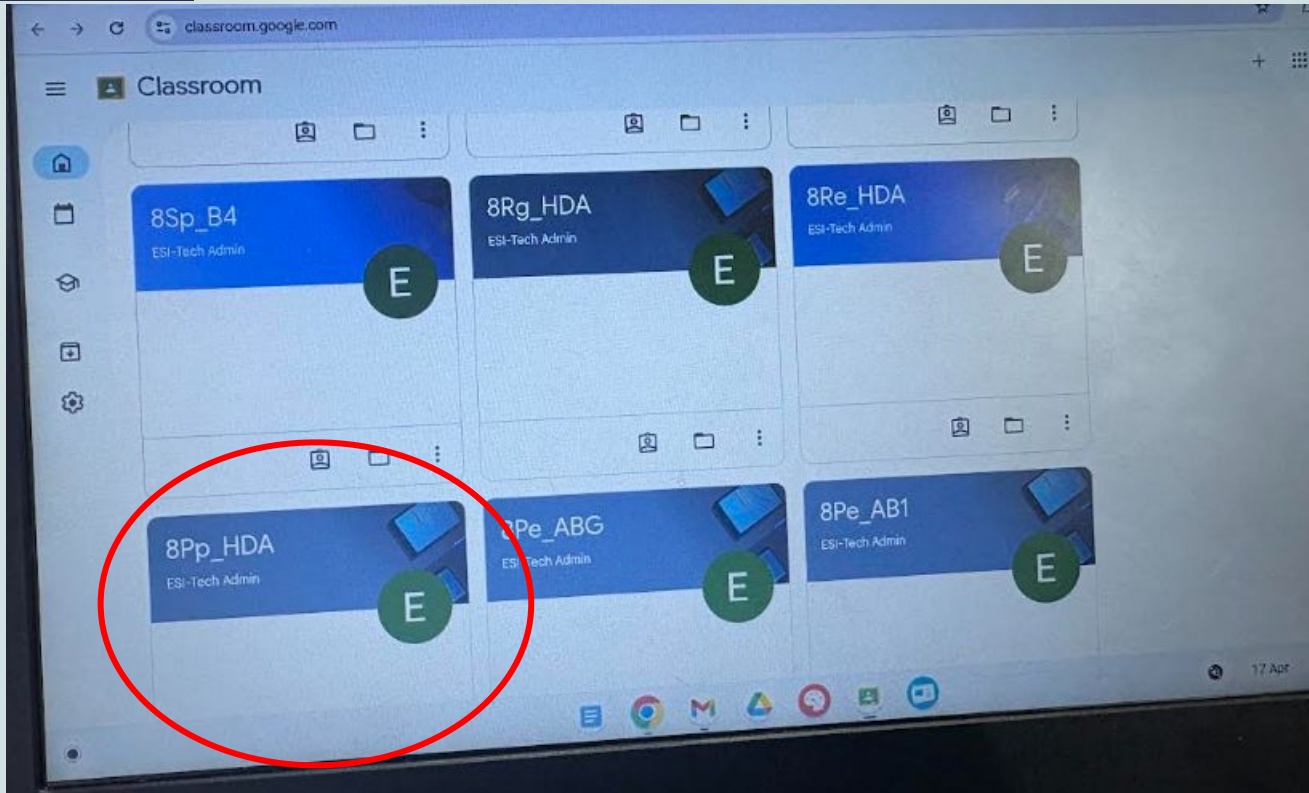 classroom.google.com
Classroom
8Sp_B4
ESI-Tech Admin
E
8Rg_HDA
ESI-Tech Admin
E
8Re_HDA
ESI-Tech Admin
E
8Pp_HDA
ESI-Tech Admin
E
8Pe_ABG
ESI-Tech Admin
E
8Pe_AB1
ESI-Tech Admin
E
17 Apr